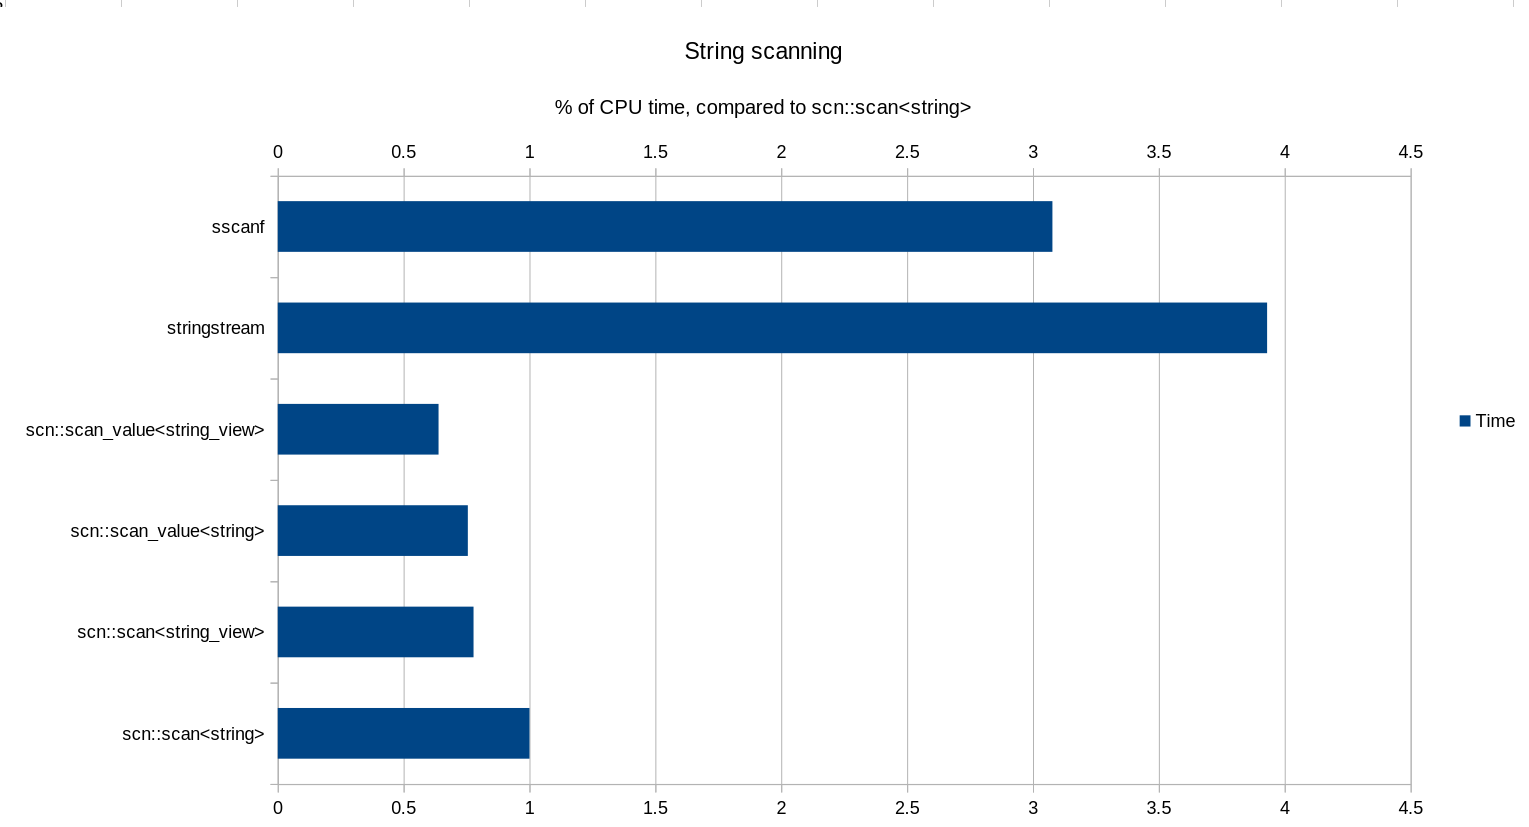 String scanning
% of CPU time, compared to scn::scan<string>
0 0.5 1 1.5 2 2.5 3 3.5 4 4.5
sscanf
stringstream
scn::scan_value<string_view>
Time
scn::scan_value<string>
scn::scan<string_view>
scn::scan<string>
0 0.5 1 1.5 2 2.5 3 3.5 4 4.5